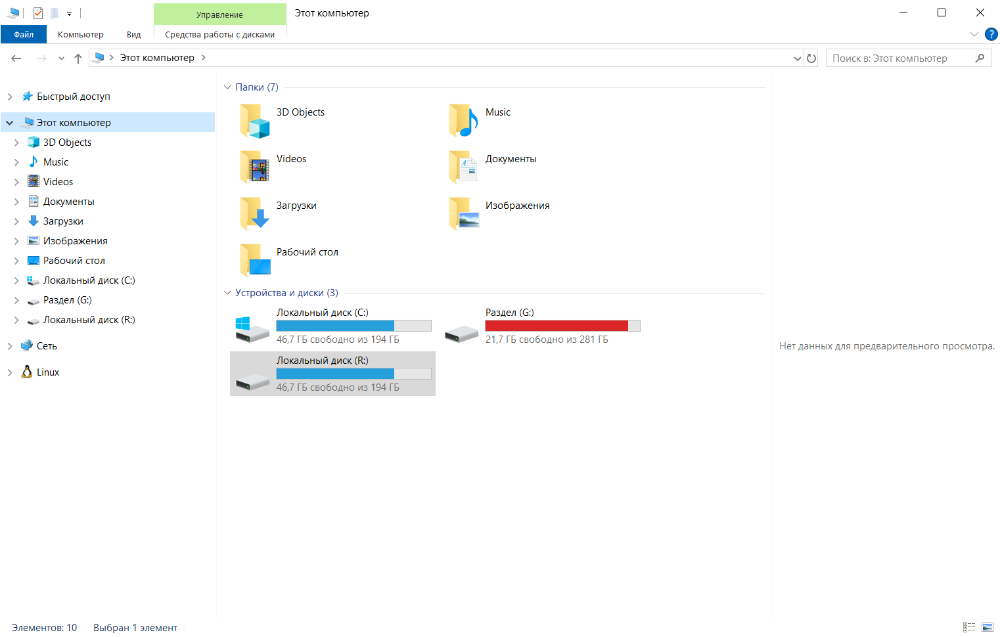 Управление
Этот компьютер
Файл
Компьютер
Вид
Средства работы с дисками
Этот компьютер
Поиск в: Этот компьютер
Быстрый доступ
Этот компьютер
3D Objects
Music
Videos
Документы
Загрузки
Изображения
Рабочий стол
Локальный диск (C:)
Раздел (G:)
Локальный диск (R:)
Сеть
Linux
Папки (7)
3D Objects
Music
Videos
Документы
Загрузки
Изображения
Рабочий стол
Устройства и диски (3)
Локальный диск (C:)
46,7 ГБ свободно из 194 ГБ
Раздел (G:)
21,7 ГБ свободно из 281 ГБ
Локальный диск (R:)
46,7 ГБ свободно из 194 ГБ
Нет данных для предварительного просмотра.
Элементов: 10
Выбран 1 элемент